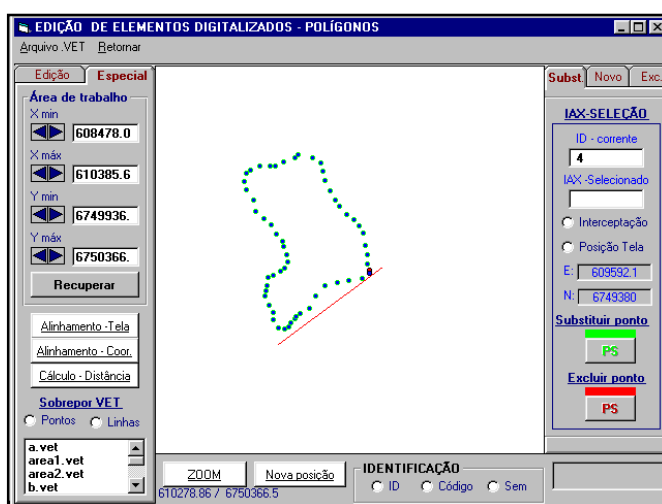 EDIÇÃO DE ELEMENTOS DIGITALIZADOS - POLÍGONOS
Arquivo .VET Retornar
Edição Especial
Área de trabalho
X min
608478.0
X máx
610385.6
Y min
6749936.
Y máx
6750366.
Recuperar
Alinhamento -Tela
Alinhamento - Coor.
Cálculo - Distância
Sobrepor VET
Pontos Linhas
a.vet
area1.vet
area2.vet
b.vet
ZOOM
Nova posição
610278.86 / 6750366.5
IDENTIFICAÇÃO
ID Código Sem
Subst. Novo Exc.
IAX-SELEÇÃO
ID - corrente
4
IAX -Selecionado
Interceptação
Posição Tela
E: 609592.1
N: 6749380
Substituir ponto
PS
Excluir ponto
PS